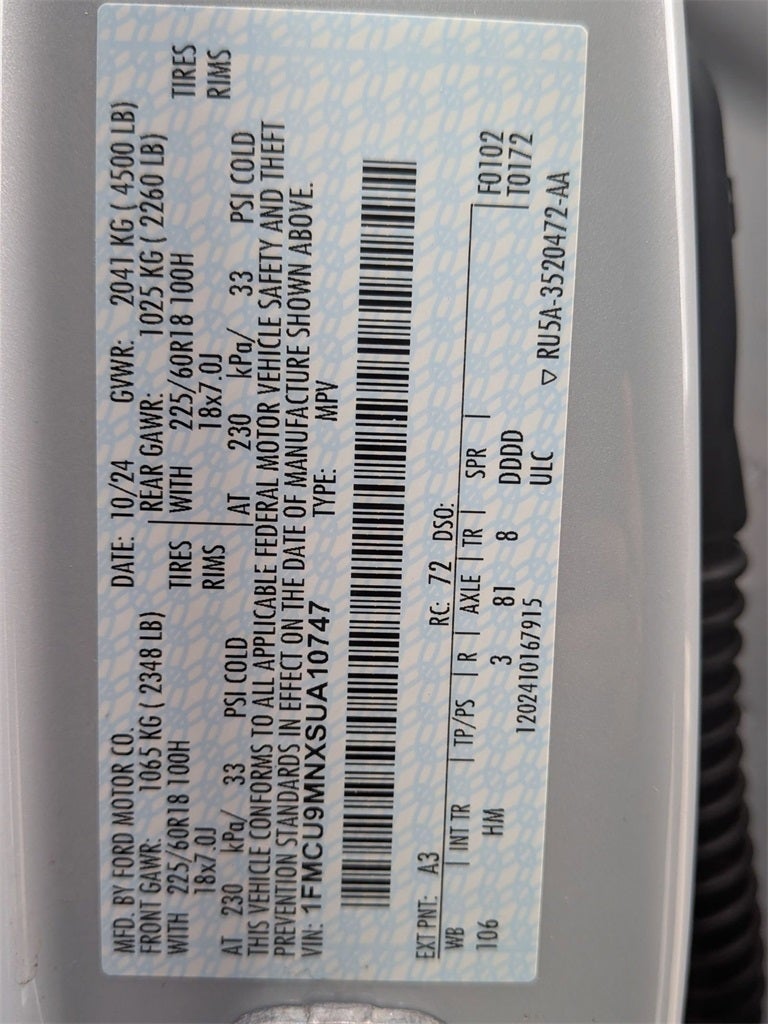 MFD. BY FORD MOTOR CO. DATE: 10/24 GVWR: 2041 KG ( 4500 LB)
FRONT GAWR: 1065 KG ( 2348 LB) REAR GAWR: 1025 KG ( 2260 LB)
WITH 225/60R18 100H TIRES WITH 225/60R18 100H TIRES
18x7.0J RIMS 18x7.0J RIMS
AT 230 kPa/ 33 PSI COLD AT 230 kPa/ 33 PSI COLD
THIS VEHICLE CONFORMS TO ALL APPLICABLE FEDERAL MOTOR VEHICLE SAFETY AND THEFT
PREVENTION STANDARDS IN EFFECT ON THE DATE OF MANUFACTURE SHOWN ABOVE.
VIN: 1FMCU9MNXSUA10747 TYPE: MPV
EXT PNT: A3 RC: 72 DSO:
WB INT TR TP/PS R AXLE TR SPR F0102
106 HM 3 81 8 DDDD T0172
1202410167915 ULC
▽ RU5A-3520472-AA